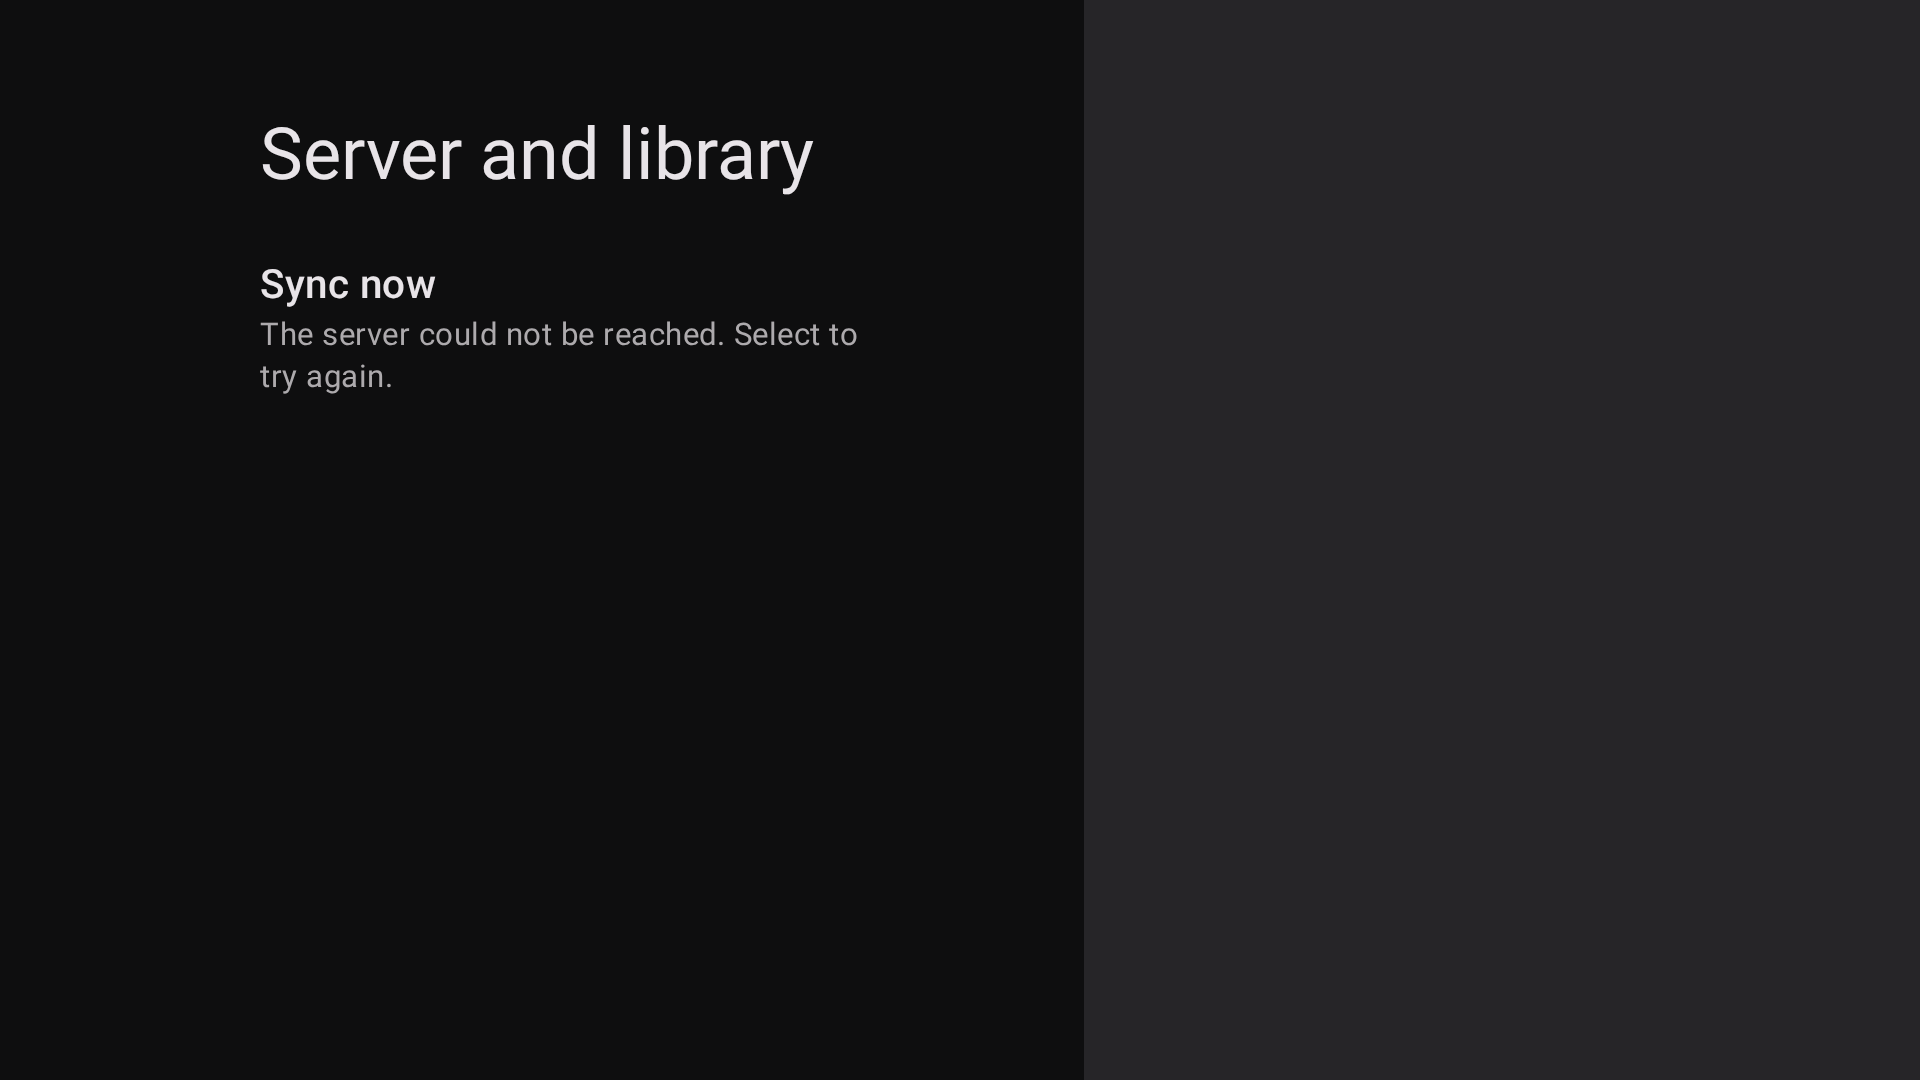 Server and library
Sync now
The server could not be reached. Select to
try again.